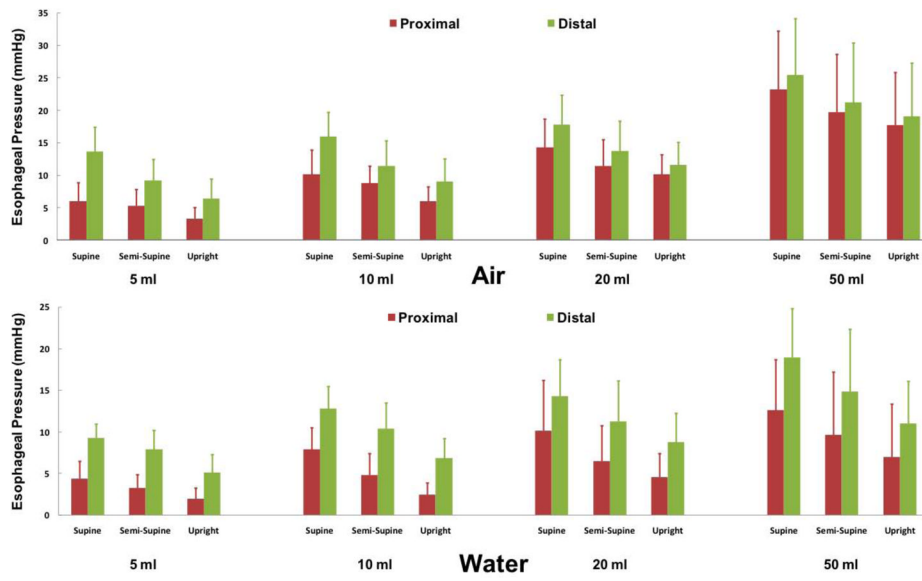 Esophageal Pressure (mmHg)
35
30
25
20
15
10
5
0
Proximal Distal
Supine Semi-Supine Upright Supine Semi-Supine Upright Supine Semi-Supine Upright Supine Semi-Supine Upright
5 ml 10 ml 20 ml 50 ml
Air
Esophageal Pressure (mmHg)
25
20
15
10
5
0
Proximal Distal
Supine Semi-Supine Upright Supine Semi-Supine Upright Supine Semi-Supine Upright Supine Semi-Supine Upright
5 ml 10 ml 20 ml 50 ml
Water